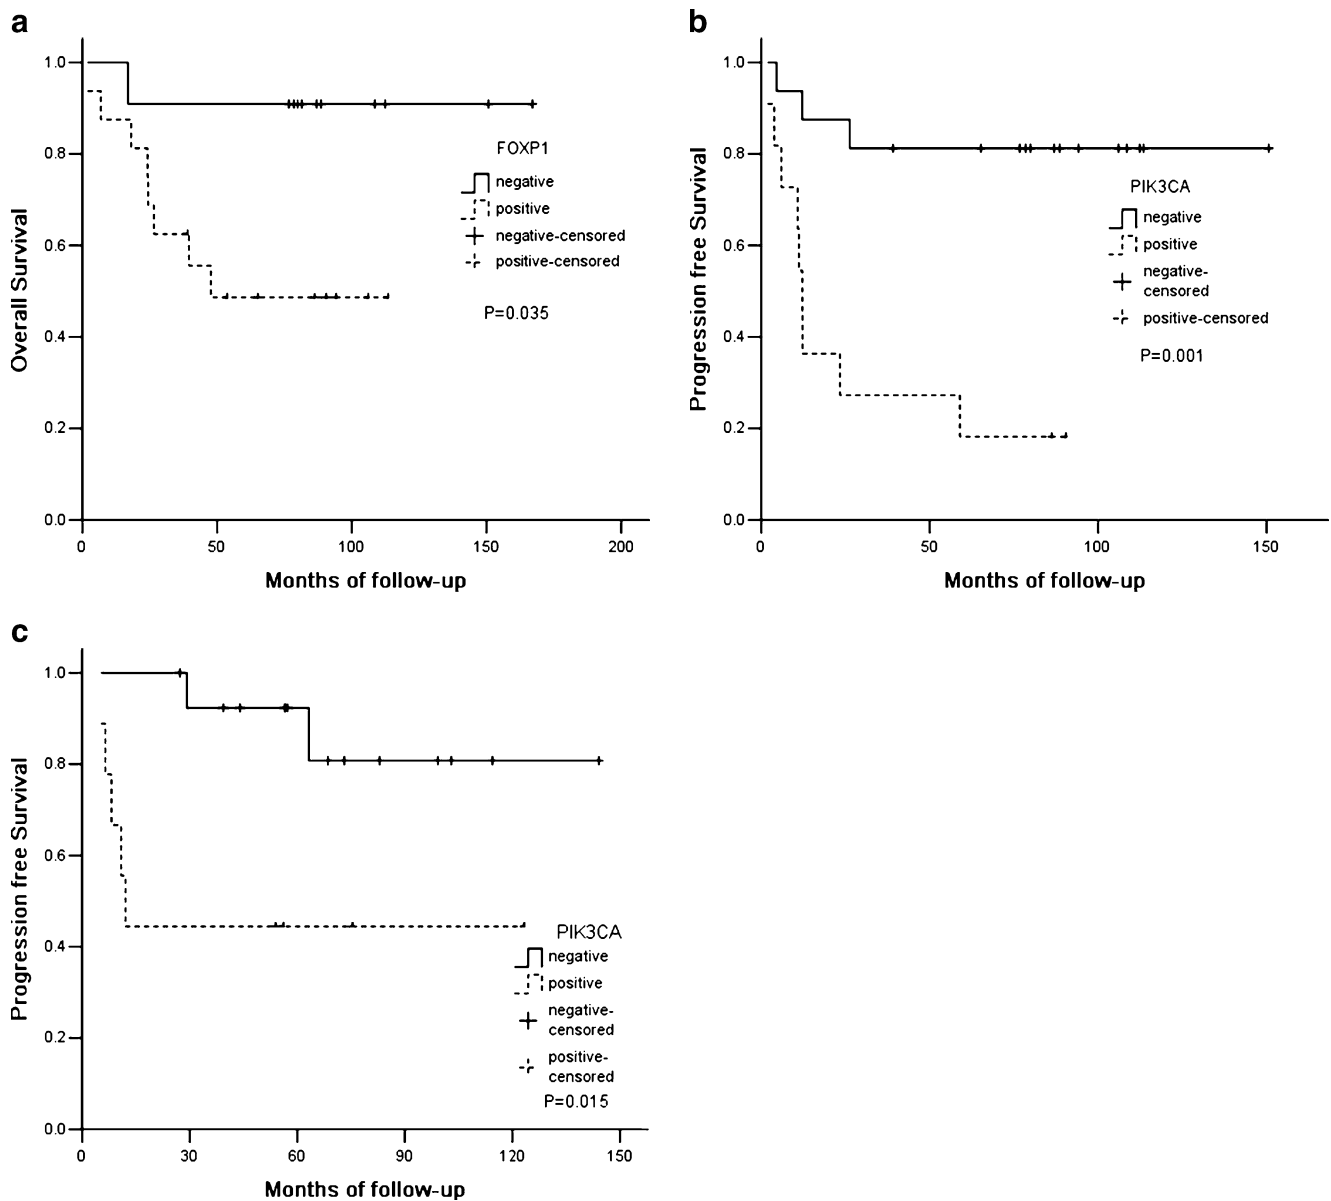 a
1.0
0.8
0.6
0.4
0.2
0.0
Overall Survival
FOXP1
negative
positive
negative-censored
positive-censored
P=0.035
0 50 100 150 200
Months of follow-up
b
1.0
0.8
0.6
0.4
0.2
0.0
Progression free Survival
PIK3CA
negative
positive
negative-
censored
positive-censored
P=0.001
0 50 100 150
Months of follow-up
c
1.0
0.8
0.6
0.4
0.2
0.0
Progression free Survival
PIK3CA
negative
positive
negative-
censored
positive-
censored
P=0.015
0 30 60 90 120 150
Months of follow-up